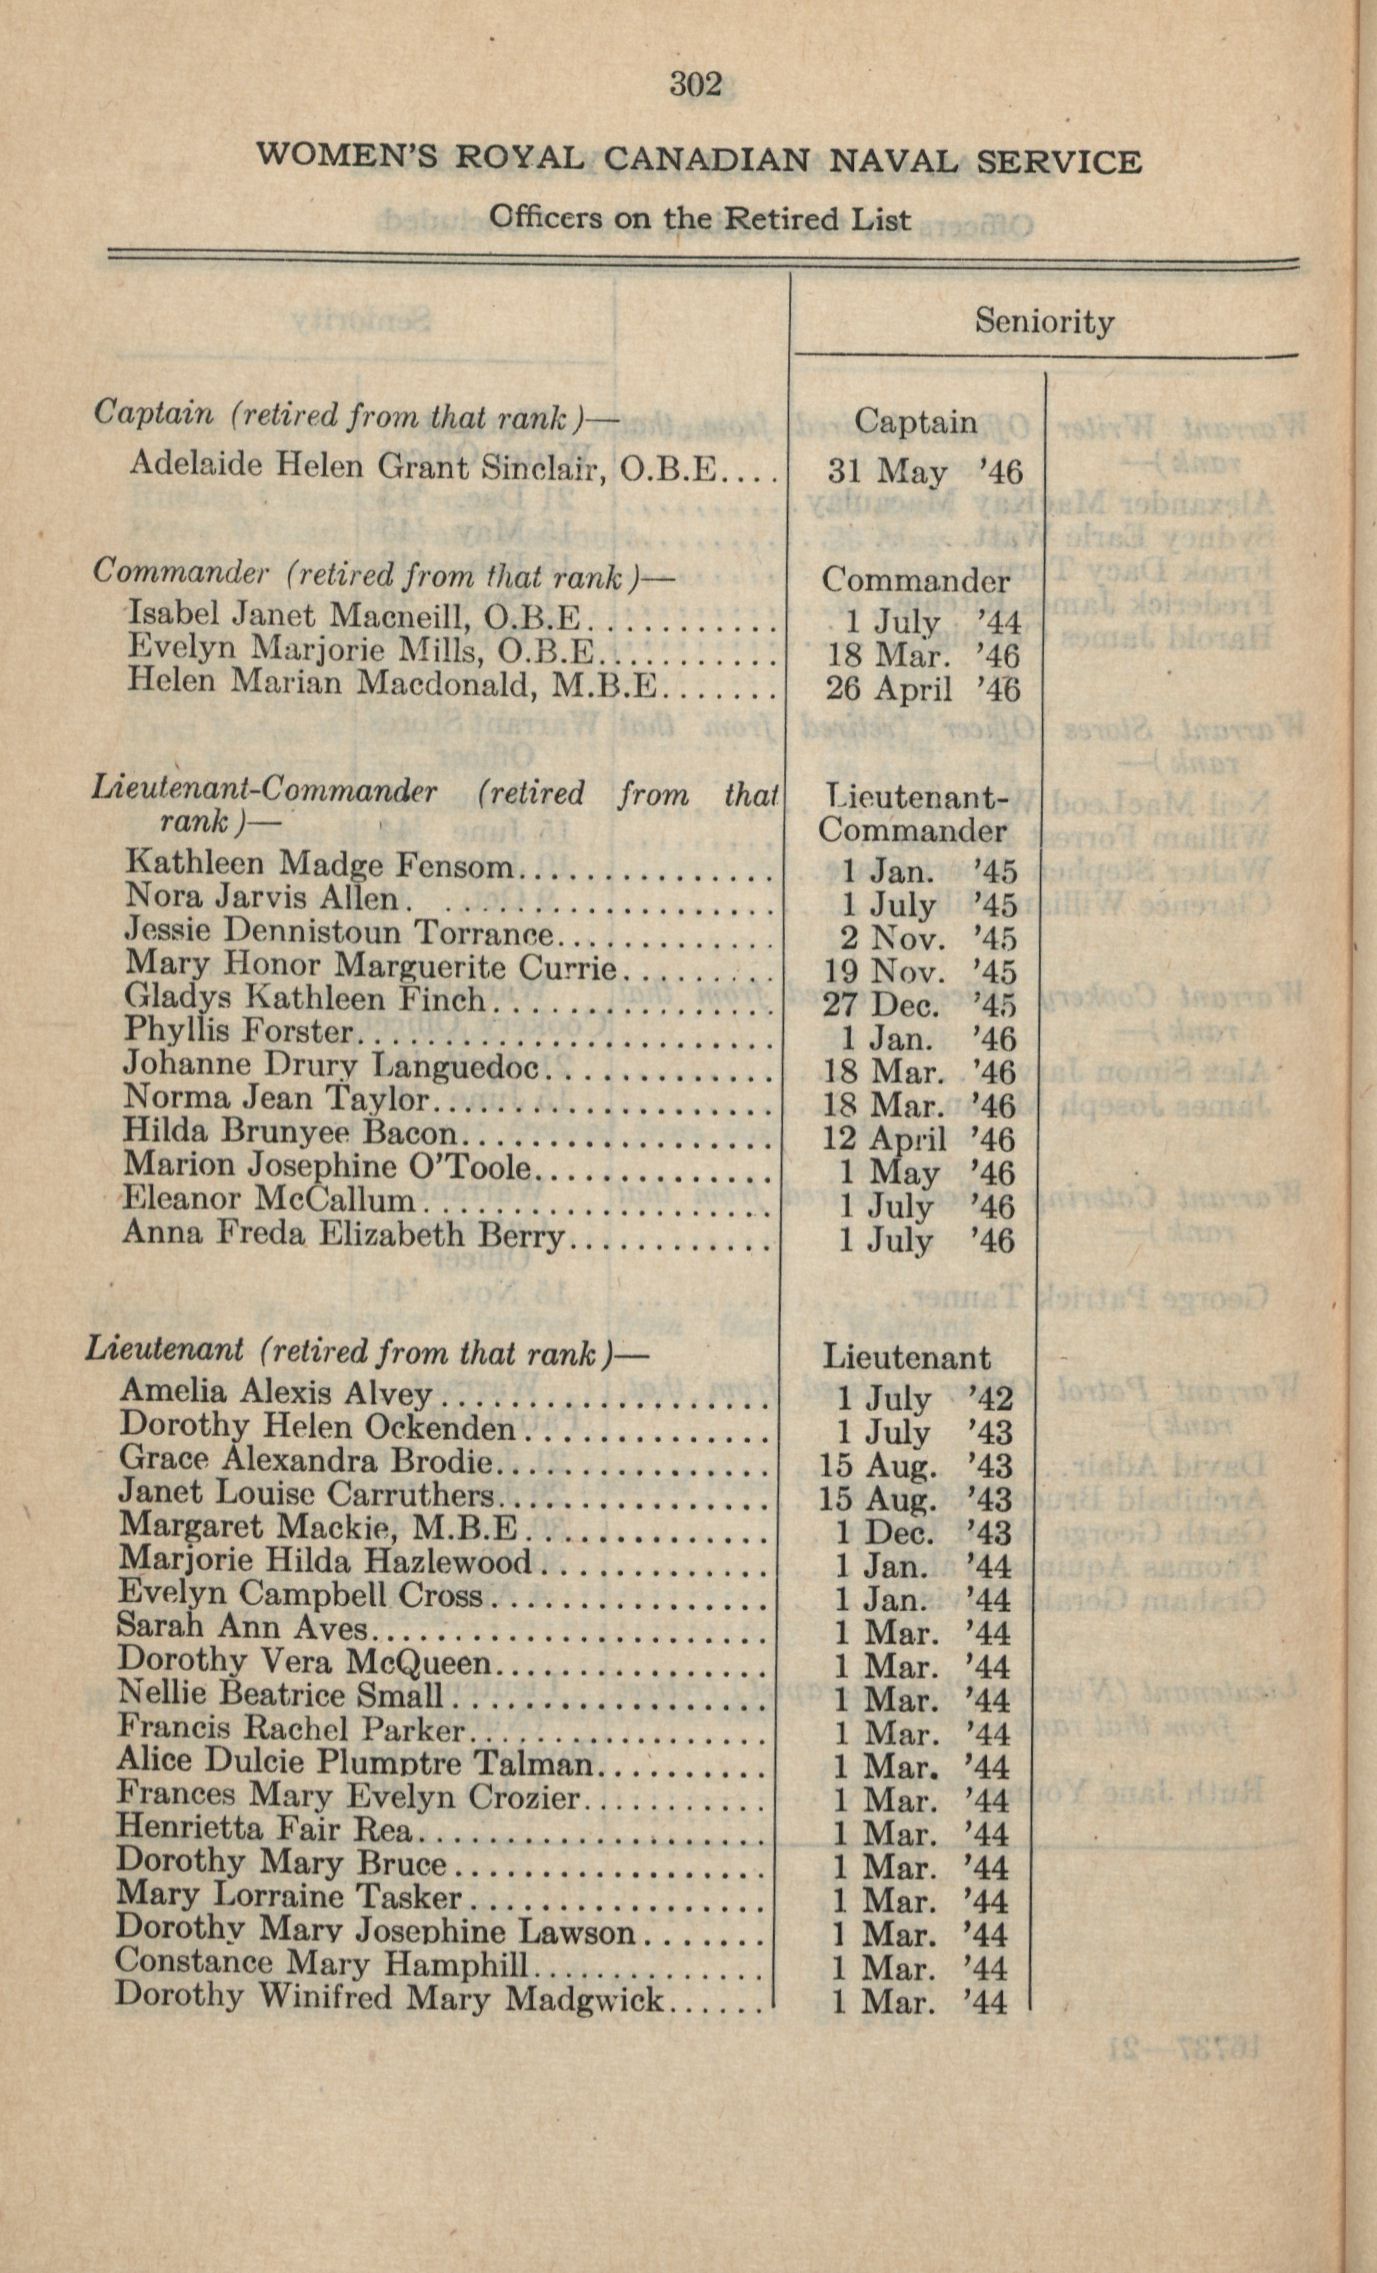 302
WOMEN'S ROYAL CANADIAN NAVAL SERVICE
Officers on the Retired List
Seniority
Captain (retired from that rank)— Captain
Adelaide Helen Grant Sinclair, O.B.E.... 31 May '46
Commander (retired from that rank)— Commander
Isabel Janet Macneill, O.B.E............ 1 July '44
Evelyn Marjorie Mills, O.B.E........... 18 Mar. '46
Helen Marian Macdonald, M.B.E....... 26 April '46
Lieutenant-Commander (retired from that Lieutenant-
rank)— Commander
Kathleen Madge Fensom............... 1 Jan. '45
Nora Jarvis Allen. ................... 1 July '45
Jessie Dennistoun Torrance............. 2 Nov. '45
Mary Honor Marguerite Currie......... 19 Nov. '45
Gladys Kathleen Finch................. 27 Dec. '45
Phyllis Forster........................ 1 Jan. '46
Johanne Drury Languedoc............. 18 Mar. '46
Norma Jean Taylor.................... 18 Mar. '46
Hilda Brunyee Bacon.................. 12 April '46
Marion Josephine O'Toole.............. 1 May '46
Eleanor McCallum..................... 1 July '46
Anna Freda Elizabeth Berry............ 1 July '46
Lieutenant (retired from that rank)— Lieutenant
Amelia Alexis Alvey................... 1 July '42
Dorothy Helen Ockenden.............. 1 July '43
Grace Alexandra Brodie................ 15 Aug. '43
Janet Louise Carruthers................ 15 Aug. '43
Margaret Mackie, M.B.E.............. 1 Dec. '43
Marjorie Hilda Hazlewood............. 1 Jan. '44
Evelyn Campbell Cross................ 1 Jan. '44
Sarah Ann Aves....................... 1 Mar. '44
Dorothy Vera McQueen................ 1 Mar. '44
Nellie Beatrice Small.................. 1 Mar. '44
Francis Rachel Parker................. 1 Mar. '44
Alice Dulcie Plumptre Talman.......... 1 Mar. '44
Frances Mary Evelyn Crozier........... 1 Mar. '44
Henrietta Fair Rea.................... 1 Mar. '44
Dorothy Mary Bruce.................. 1 Mar. '44
Mary Lorraine Tasker................. 1 Mar. '44
Dorothy Mary Josephine Lawson....... 1 Mar. '44
Constance Mary Hamphill.............. 1 Mar. '44
Dorothy Winifred Mary Madgwick...... 1 Mar. '44